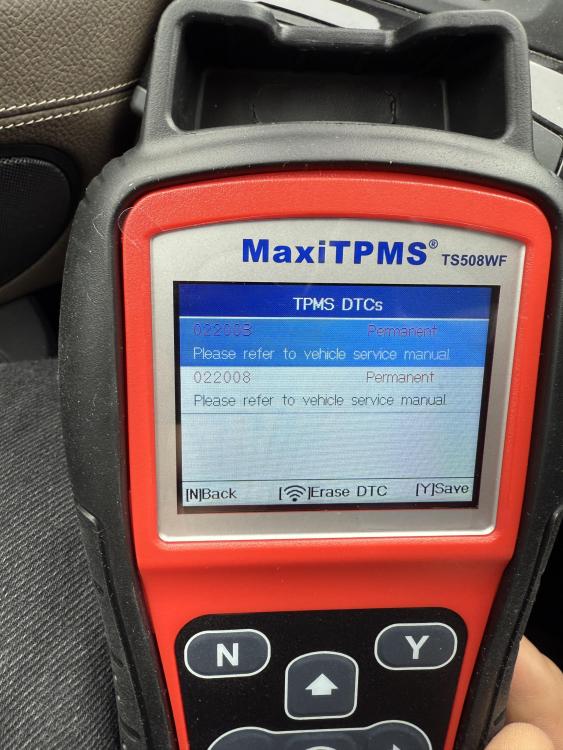 MaxiTPMS® TS508WF
TPMS DTCs
022008 Permanent
Please refer to vehicle service manual.
022008 Permanent
Please refer to vehicle service manual.
[N]Back []Erase DTC [Y]Save
N Y